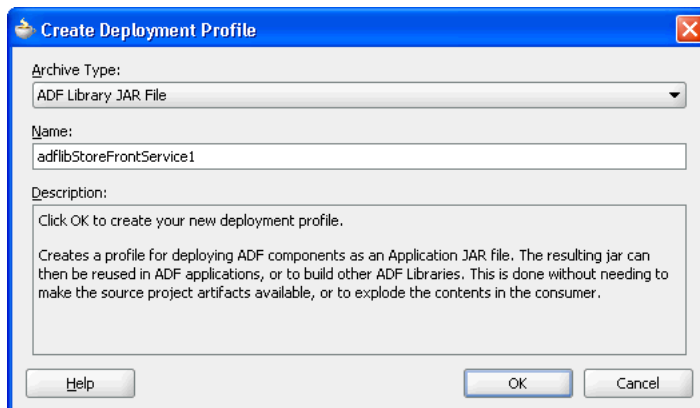 Create Deployment Profile
Archive Type:
ADF Library JAR File
Name:
adflibStoreFrontService1
Description:
Click OK to create your new deployment profile.
Creates a profile for deploying ADF components as an Application JAR file. The resulting jar can
then be reused in ADF applications, or to build other ADF Libraries. This is done without needing to
make the source project artifacts available, or to explode the contents in the consumer.
Help
OK
Cancel